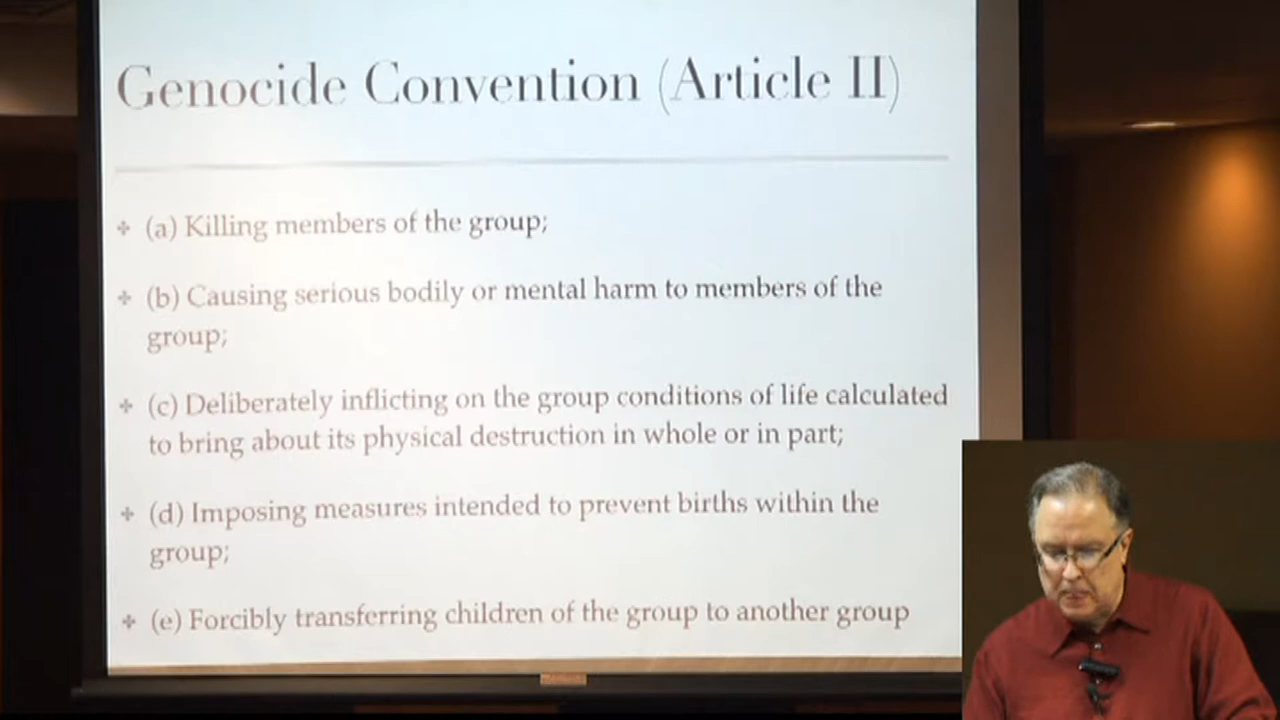 Genocide Convention (Article II)
(a) Killing members of the group;
(b) Causing serious bodily or mental harm to members of the
group;
(c) Deliberately inflicting on the group conditions of life calculated
to bring about its physical destruction in whole or in part;
(d) Imposing measures intended to prevent births within the
group;
(e) Forcibly transferring children of the group to another group